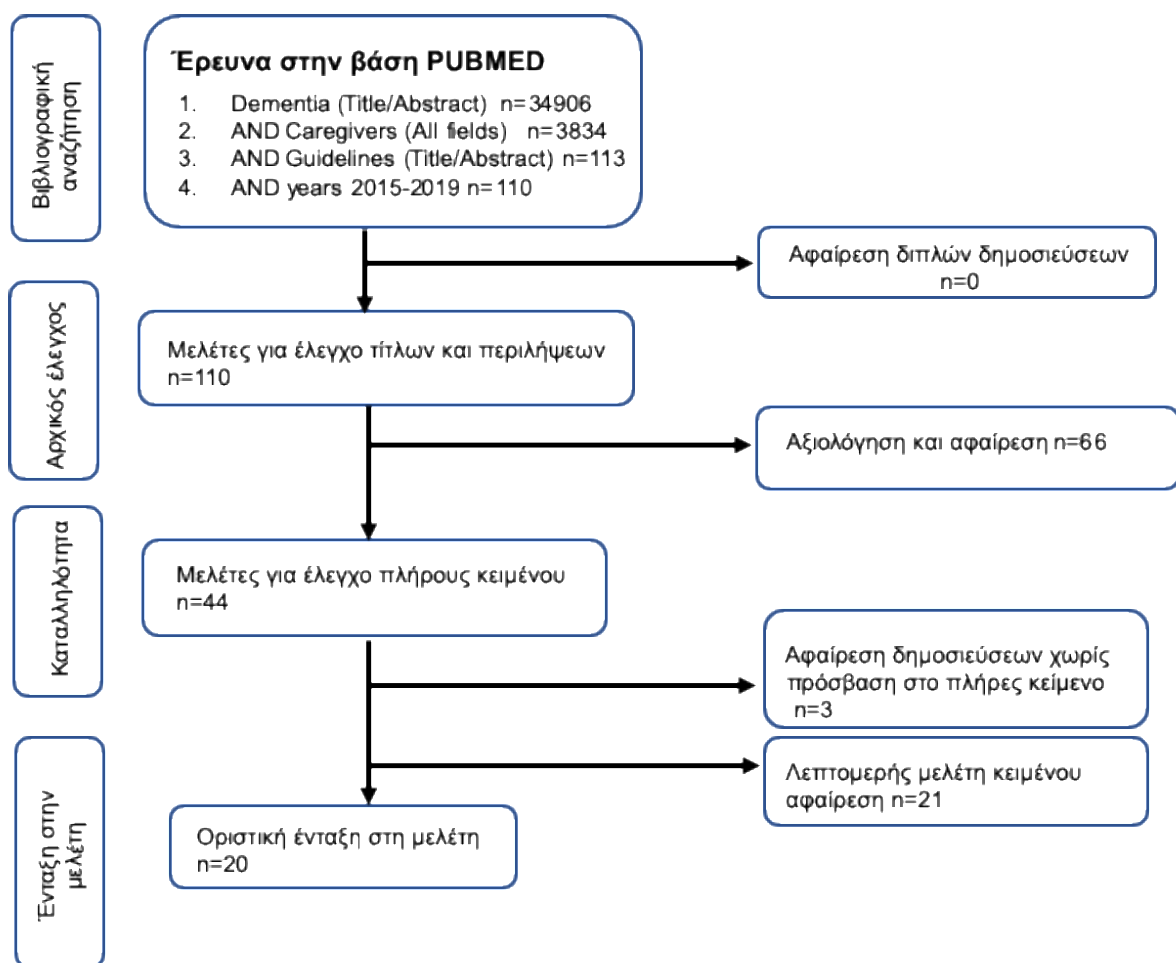 Βιβλιογραφική
αναζήτηση
Έρευνα στην βάση PUBMED
1. Dementia (Title/Abstract) n=34906
2. AND Caregivers (All fields) n=3834
3. AND Guidelines (Title/Abstract) n=113
4. AND years 2015-2019 n=110
Αφαίρεση διπλών δημοσιεύσεων
n=0
Αρχικός έλεγχος
Μελέτες για έλεγχο τίτλων και περιλήψεων
n=110
Αξιολόγηση και αφαίρεση n=66
Καταλληλότητα
Μελέτες για έλεγχο πλήρους κειμένου
n=44
Αφαίρεση δημοσιεύσεων χωρίς
πρόσβαση στο πλήρες κείμενο
n=3
Λεπτομερής μελέτη κειμένου
αφαίρεση n=21
Ένταξη στην
μελέτη
Οριστική ένταξη στη μελέτη
n=20